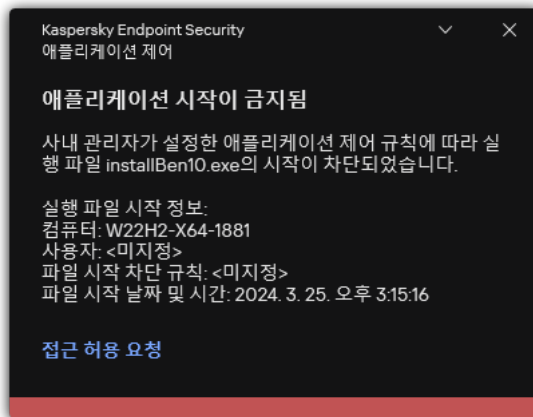 Kaspersky Endpoint Security
애플리케이션 제어
애플리케이션 시작이 금지됨
사내 관리자가 설정한 애플리케이션 제어 규칙에 따라 실
행 파일 installBen10.exe의 시작이 차단되었습니다.
실행 파일 시작 정보:
컴퓨터: W22H2-X64-1881
사용자: <미지정>
파일 시작 차단 규칙: <미지정>
파일 시작 날짜 및 시간: 2024. 3. 25. 오후 3:15:16
접근 허용 요청